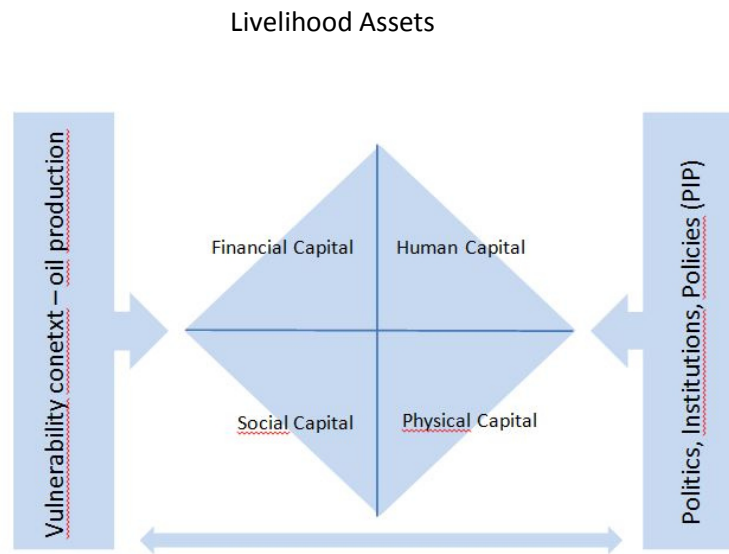 Livelihood Assets
Vulnerability conetxt – oil production
Financial Capital
Human Capital
Social Capital
Physical Capital
Politics, Institutions, Policies (PIP)